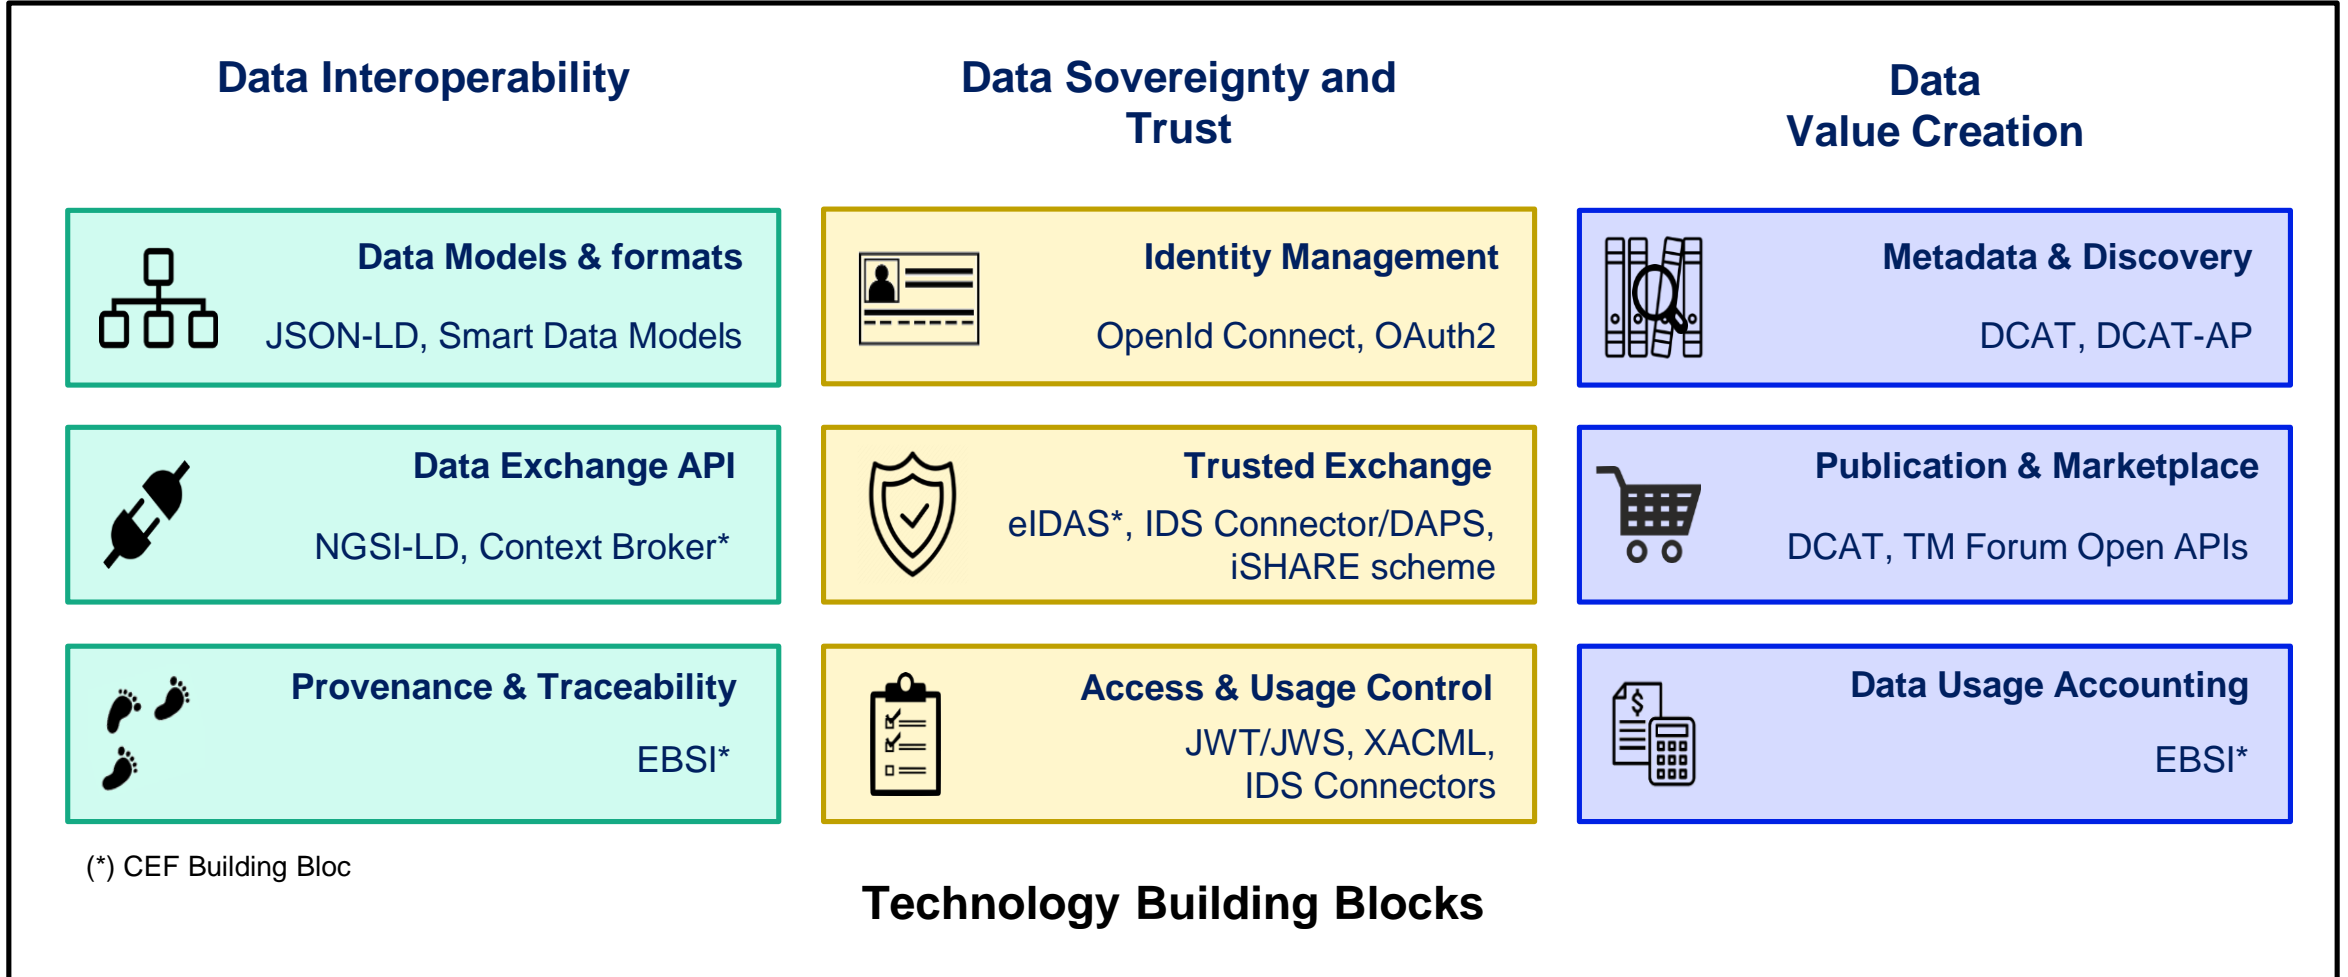 Data Interoperability
Data Models & formats
JSON-LD, Smart Data Models
Data Exchange API
NGSI-LD, Context Broker*
Provenance & Traceability
EBSI*
Data Sovereignty and
Trust
Identity Management
OpenId Connect, OAuth2
Trusted Exchange
eIDAS*, IDS Connector/DAPS,
iSHARE scheme
Access & Usage Control
JWT/JWS, XACML,
IDS Connectors
Data
Value Creation
Metadata & Discovery
DCAT, DCAT-AP
Publication & Marketplace
DCAT, TM Forum Open APIs
$
Data Usage Accounting
EBSI*
(*) CEF Building Bloc
Technology Building Blocks